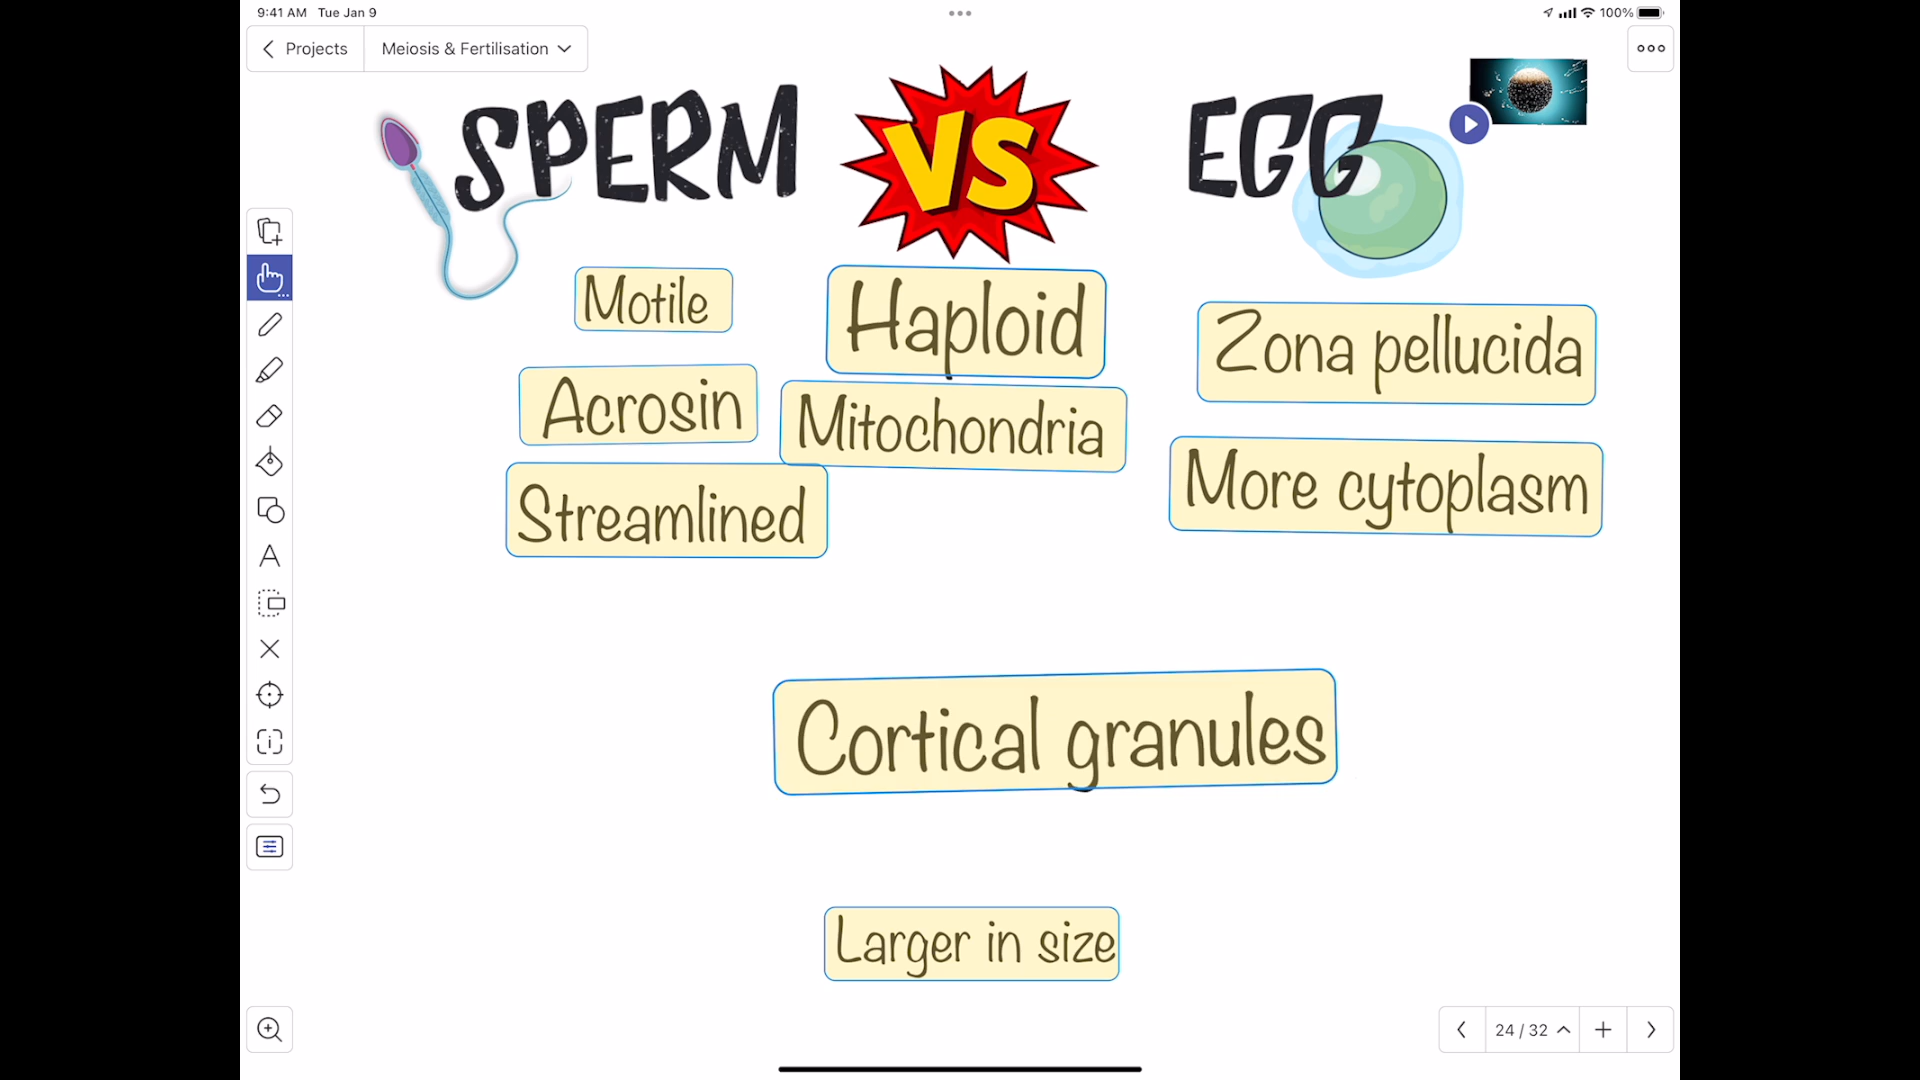 9:41 AM Tue Jan 9
100%
Projects
Meiosis & Fertilisation
SPERM VS EGG
Motile
Haploid
Zona pellucida
Acrosin
Mitochondria
More cytoplasm
Streamlined
Cortical granules
Larger in size
24 / 32